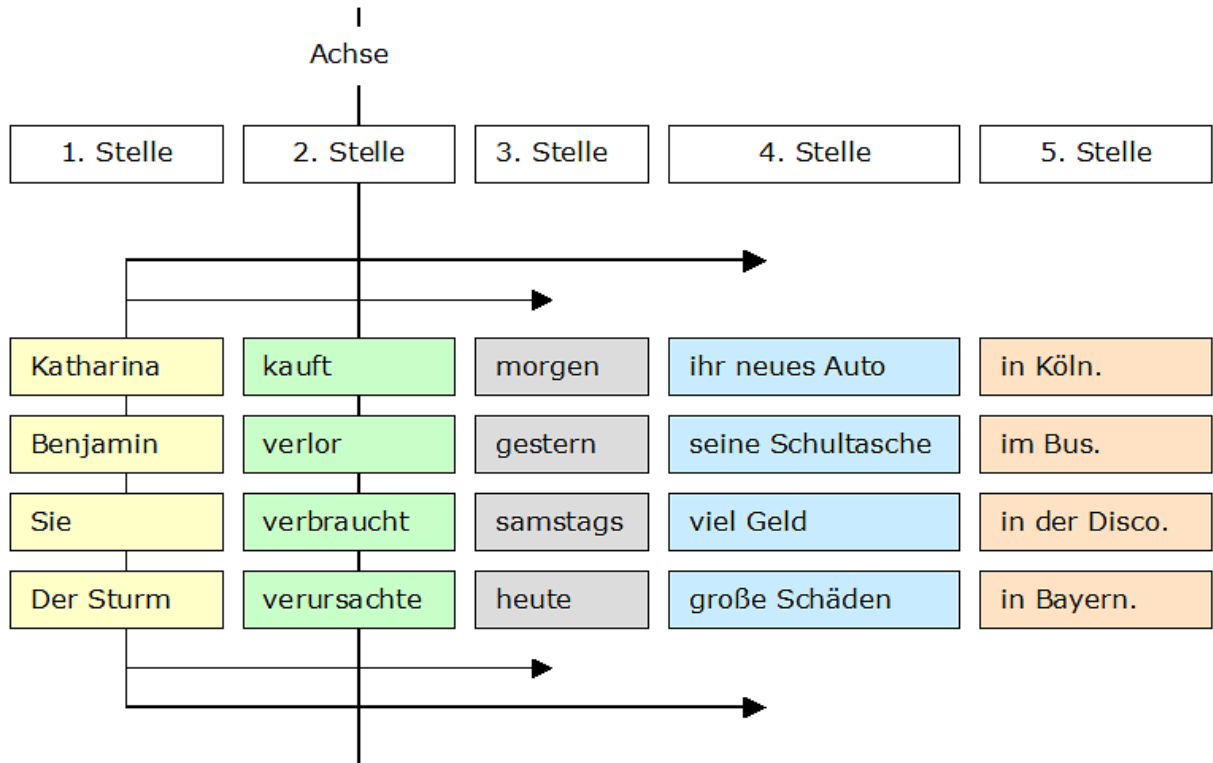 Achse
1. Stelle 2. Stelle 3. Stelle 4. Stelle 5. Stelle
Katharina kauft morgen ihr neues Auto in Köln.
Benjamin verlor gestern seine Schultasche im Bus.
Sie verbraucht samstags viel Geld in der Disco.
Der Sturm verursachte heute große Schäden in Bayern.